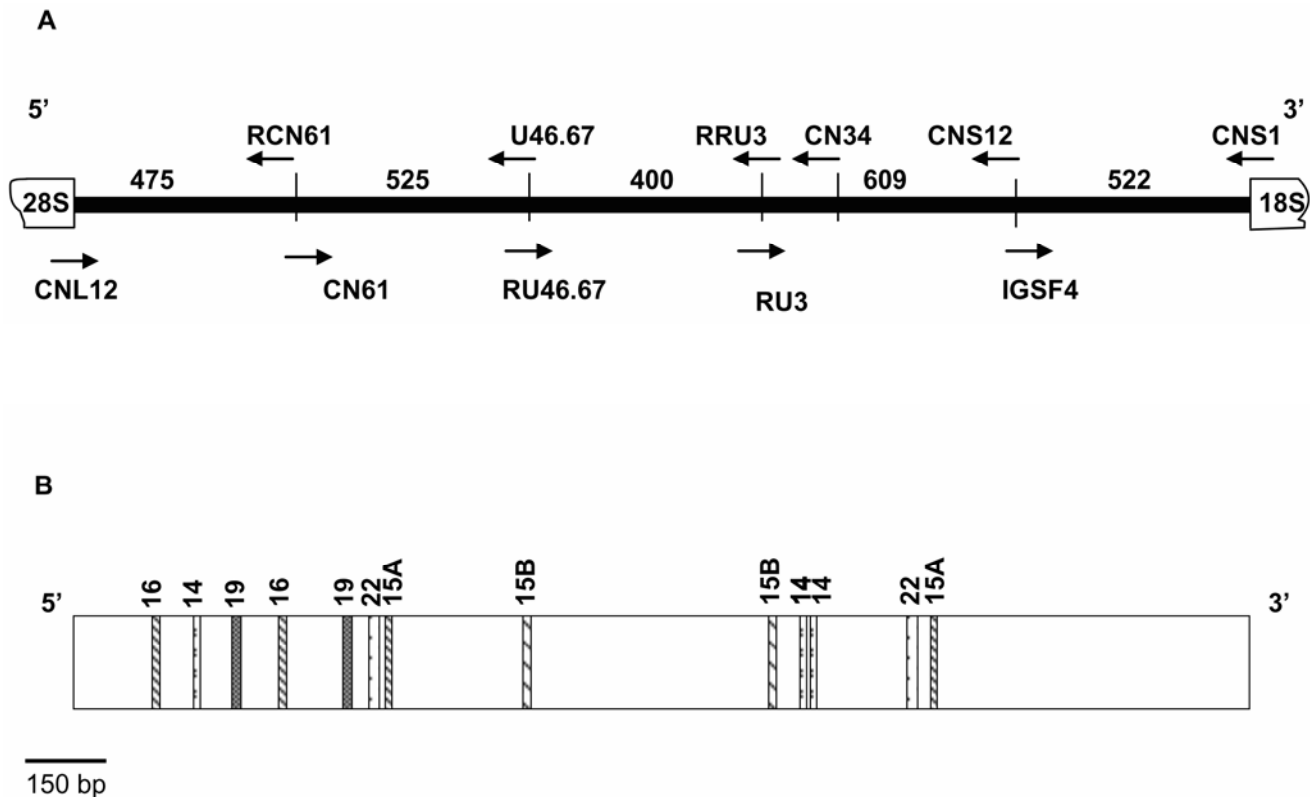 A
5’ 3’
RCN61 U46.67 RRU3 CN34 CNS12 CNS1
475 525 400 609 522
28S 18S
CNL12 CN61 RU46.67 RU3 IGSF4
B
16 14 19 16 19 22 15A 15B 15B 14 14 22 15A
5’ 3’
150 bp